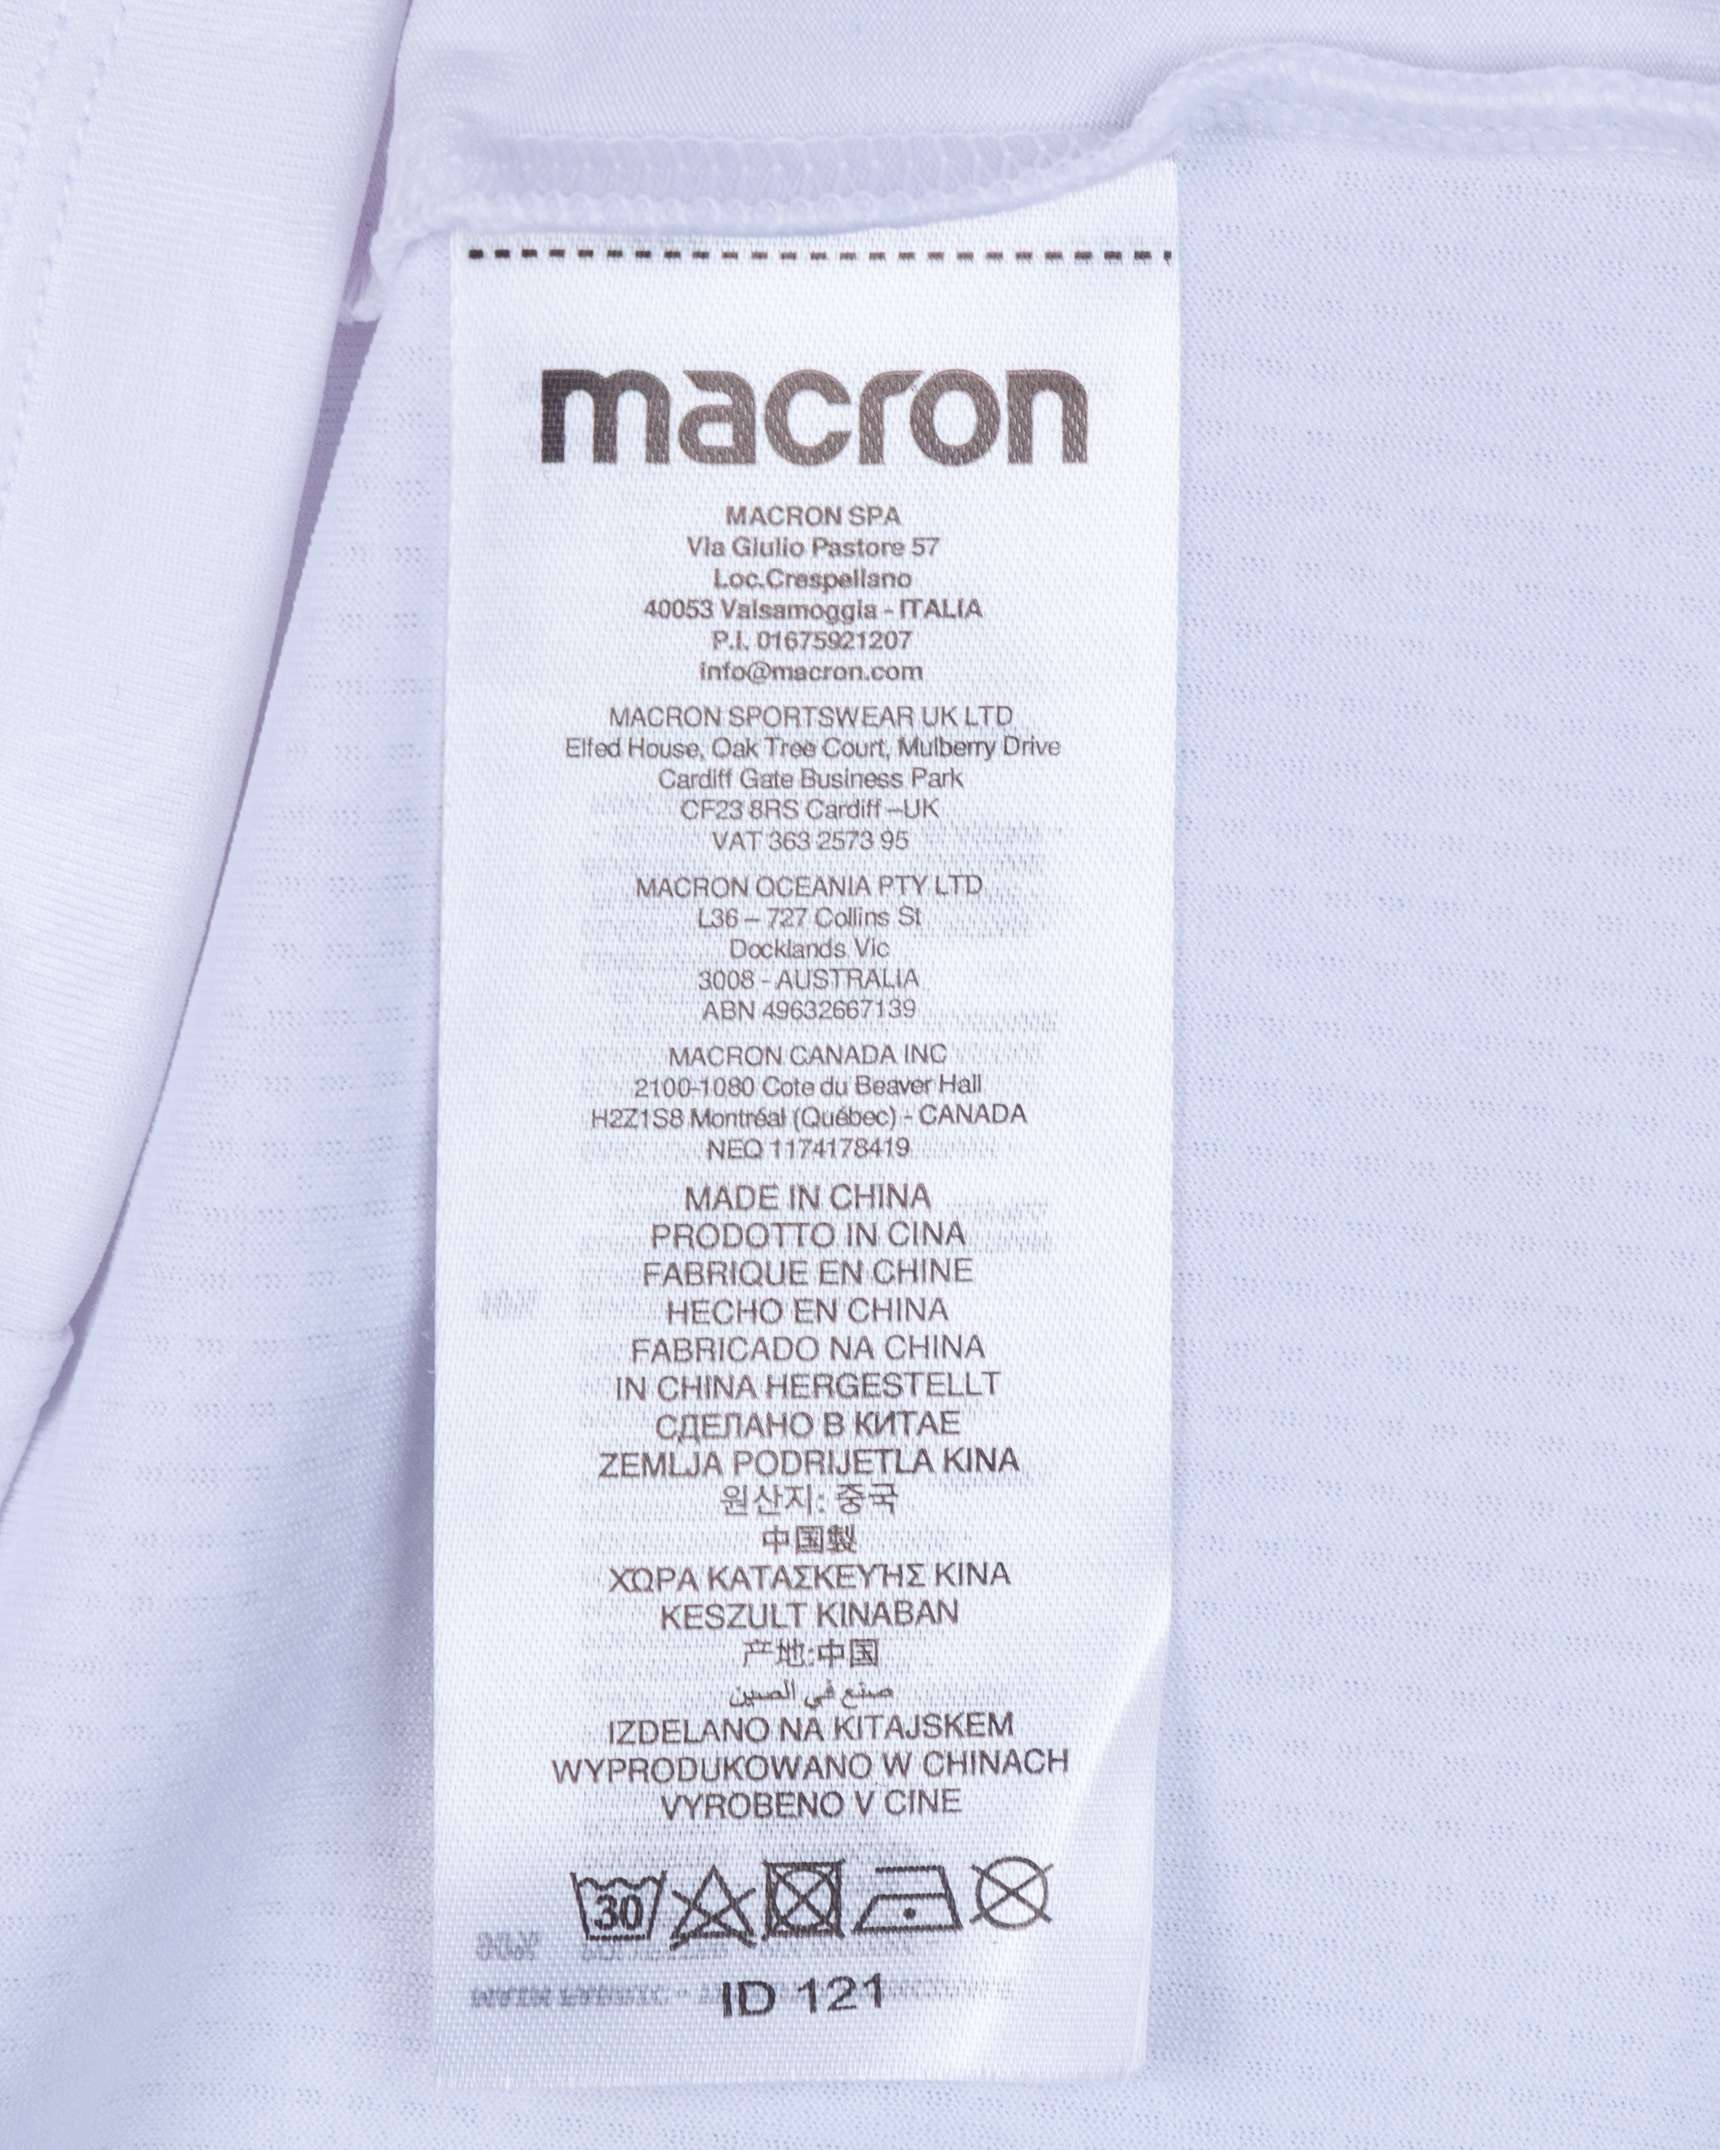 macron
MACRON SPA
Via Giulio Pastore 57
Loc.Crespellano
40053 Valsamoggia - ITALIA
P.I. 01675921207
info@macron.com
MACRON SPORTSWEAR UK LTD
Elfed House, Oak Tree Court, Mulberry Drive
Cardiff Gate Business Park
CF23 8RS Cardiff –UK
VAT 363 2573 95
MACRON OCEANIA PTY LTD
L36 – 727 Collins St
Docklands Vic
3008 - AUSTRALIA
ABN 49632667139
MACRON CANADA INC
2100-1080 Cote du Beaver Hall
H2Z1S8 Montréal (Québec) - CANADA
NEQ 1174178419
MADE IN CHINA
PRODOTTO IN CINA
FABRIQUE EN CHINE
HECHO EN CHINA
FABRICADO NA CHINA
IN CHINA HERGESTELLT
СДЕЛАНО В КИТАЕ
ZEMLJA PODRIJETLA KINA
원산지: 중국
中国製
ΧΏΡΑ ΚΑΤΑΣΚΕΥΉΣ ΚΙΝΑ
KESZULT KINABAN
产地:中国
صنع في الصين
IZDELANO NA KITAJSKEM
WYPRODUKOWANO W CHINACH
VYROBENO V CINE
30
ID 121